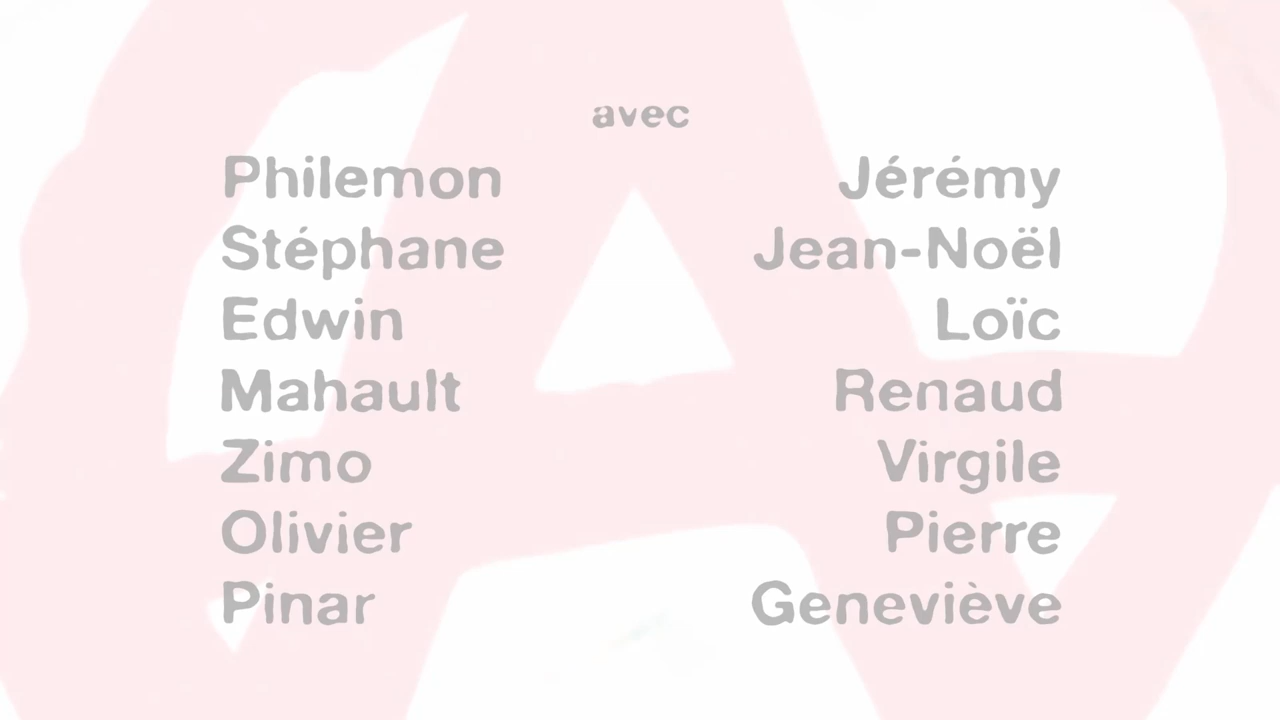 avec
Philemon
Stéphane
Edwin
Mahault
Zimo
Olivier
Pinar
Jérémy
Jean-Noël
Loïc
Renaud
Virgile
Pierre
Geneviève